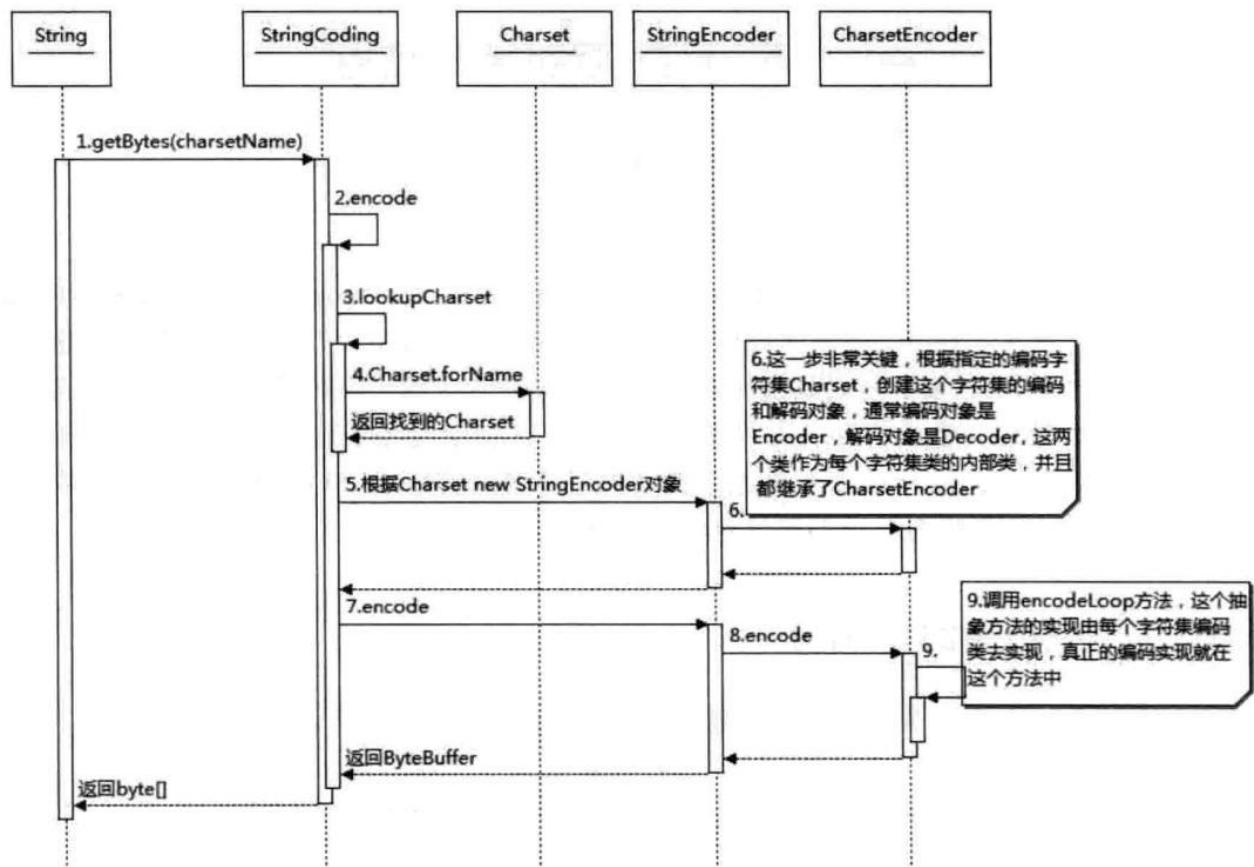 String
StringCoding
Charset
StringEncoder
CharsetEncoder
1.getBytes(charsetName)
2.encode
3.lookupCharset
4.Charset.forName
返回找到的Charset
5.根据Charset new StringEncoder对象
6.
6.这一步非常关键，根据指定的编码字
符集Charset，创建这个字符集的编码
和解码对象，通常编码对象是
Encoder，解码对象是Decoder，这两
个类作为每个字符集类的内部类，并且
都继承了CharsetEncoder
7.encode
8.encode
9.
9.调用encodeLoop方法，这个抽
象方法的实现由每个字符集编码
类去实现，真正的编码实现就在
这个方法中
返回ByteBuffer
返回byte[]